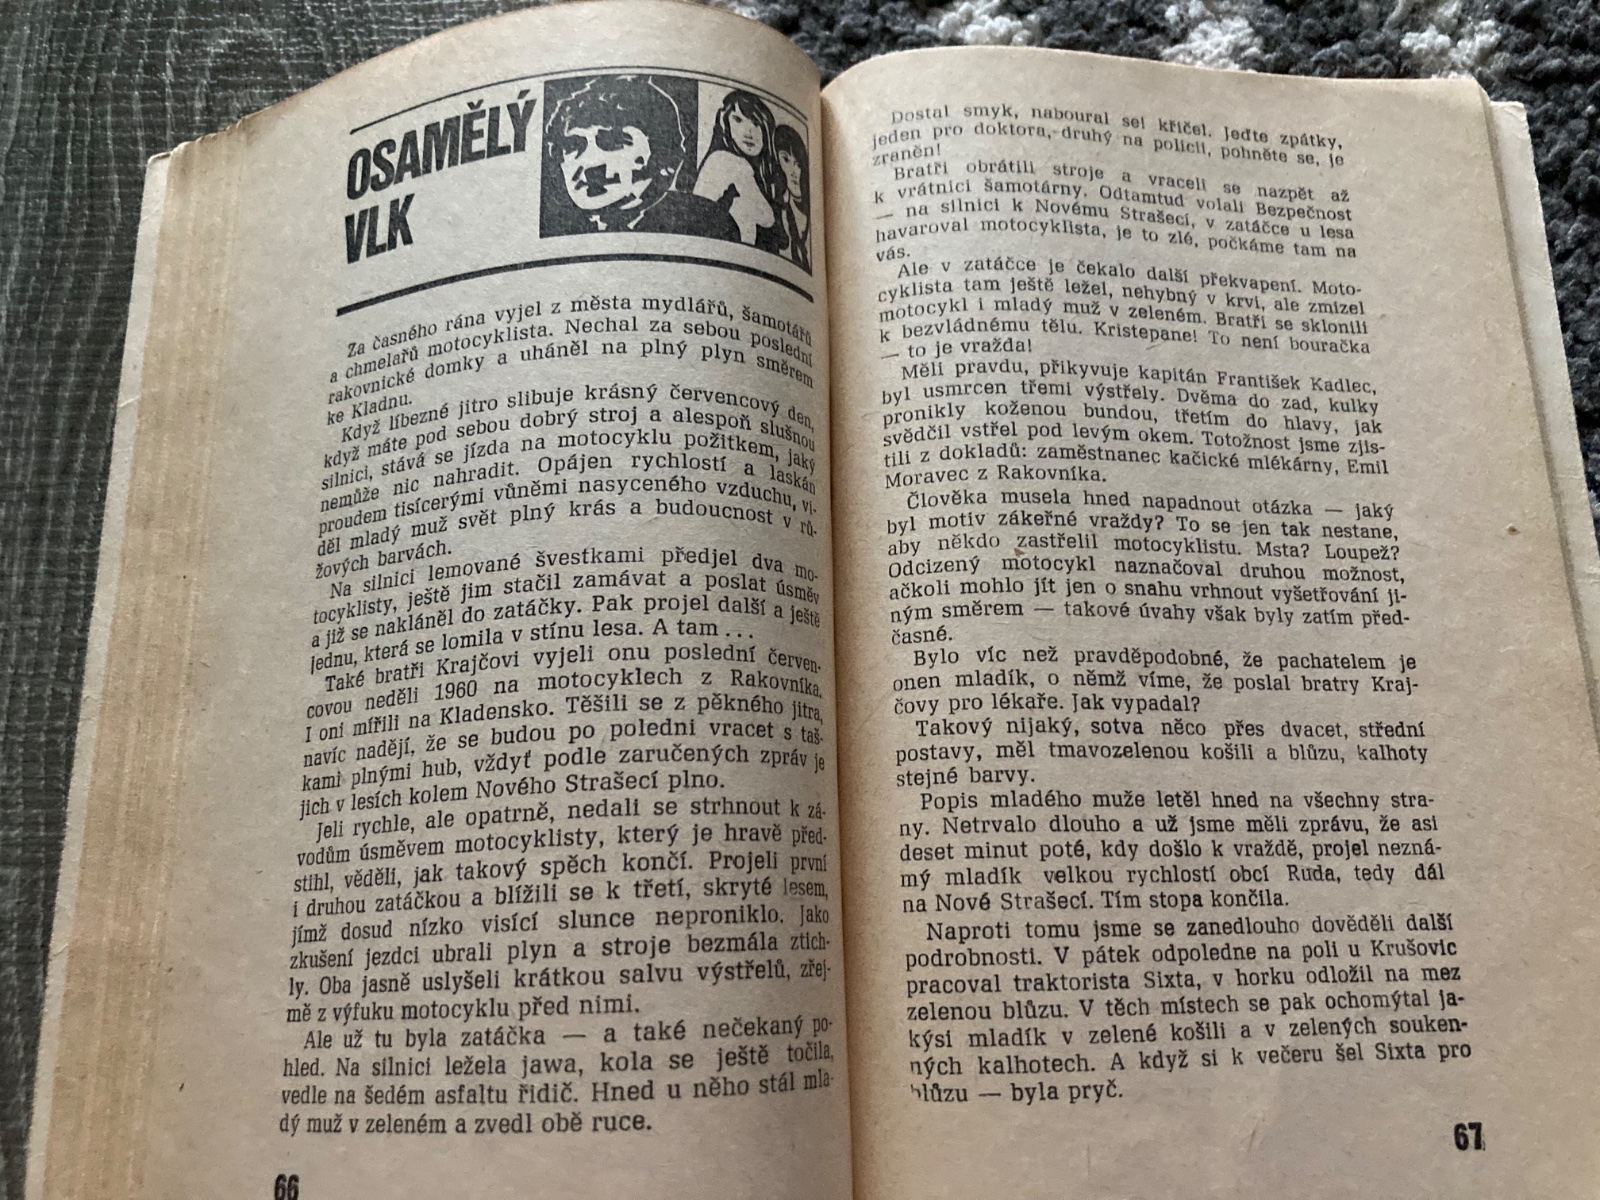 OSAMĚLÝ
VLK
Za časného rána vyjel z města mydlářů, šamotářů
a chmelařů motocyklista. Nechal za sebou poslední
rakovnické domky a uháněl na plný plyn směrem
ke Kladnu.
Když líbezné jitro slibuje krásný červencový den,
když máte pod sebou dobrý stroj a alespoň slušnou
silnici, stává se jízda na motocyklu požitkem, jaký
nemůže nic nahradit. Opájen rychlostí a laskán
proudem tisícerými vůněmi nasyceného vzduchu, vi-
děl mladý muž svět plný krás a budoucnost v rů-
žových barvách.
Na silnici lemované švestkami předjel dva mo-
tocyklisty, ještě jim stačil zamávat a poslat úsměv
a již se nakláněl do zatáčky. Pak projel další a ještě
jednu, která se lomila v stínu lesa. A tam ...
Také bratři Krajčovi vyjeli onu poslední červen-
covou neděli 1960 na motocyklech z Rakovníka.
I oni mířili na Kladensko. Těšili se z pěkného jitra,
navíc nadějí, že se budou po poledni vracet s taš-
kami plnými hub, vždyť podle zaručených zpráv je
jich v lesích kolem Nového Strašecí plno.
Jeli rychle, ale opatrně, nedali se strhnout k zá-
vodům úsměvem motocyklisty, který je hravě před-
stihl, věděli, jak takový spěch končí. Projeli první
i druhou zatáčkou a blížili se k třetí, skryté lesem,
jímž dosud nízko visící slunce neproniklo. Jako
zkušení jezdci ubrali plyn a stroje bezmála ztich-
ly. Oba jasně uslyšeli krátkou salvu výstřelů, zřej-
mě z výfuku motocyklu před nimi.
Ale už tu byla zatáčka — a také nečekaný po-
hled. Na silnici ležela jawa, kola se ještě točila,
vedle na šedém asfaltu řidič. Hned u něho stál mla-
dý muž v zeleném a zvedl obě ruce.
66
Dostal smyk, naboural se! křičel. Jeďte zpátky,
jeden pro doktora, druhý na policii, pohněte se, je
zraněn!
Bratři obrátili stroje a vraceli se nazpět až
k vrátnici šamotárny. Odtamtud volali Bezpečnost
— na silnici k Novému Strašecí, v zatáčce u lesa
havaroval motocyklista, je to zlé, počkáme tam na
vás.
Ale v zatáčce je čekalo další překvapení. Moto-
cyklista tam ještě ležel, nehybný v krvi, ale zmizel
motocykl i mladý muž v zeleném. Bratři se sklonili
k bezvládnému tělu. Kristepane! To není bouračka
— to je vražda!
Měli pravdu, přikyvuje kapitán František Kadlec,
byl usmrcen třemi výstřely. Dvěma do zad, kulky
pronikly koženou bundou, třetím do hlavy, jak
svědčil vstřel pod levým okem. Totožnost jsme zjis-
tili z dokladů: zaměstnanec kačické mlékárny, Emil
Moravec z Rakovníka.
Člověka musela hned napadnout otázka — jaký
byl motiv zákeřné vraždy? To se jen tak nestane,
aby někdo zastřelil motocyklistu. Msta? Loupež?
Odcizený motocykl naznačoval druhou možnost,
ačkoli mohlo jít jen o snahu vrhnout vyšetřování ji-
ným směrem — takové úvahy však byly zatím před-
časné.
Bylo víc než pravděpodobné, že pachatelem je
onen mladík, o němž víme, že poslal bratry Kraj-
čovy pro lékaře. Jak vypadal?
Takový nijaký, sotva něco přes dvacet, střední
postavy, měl tmavozelenou košili a blůzu, kalhoty
stejné barvy.
Popis mladého muže letěl hned na všechny stra-
ny. Netrvalo dlouho a už jsme měli zprávu, že asi
deset minut poté, kdy došlo k vraždě, projel nezná-
mý mladík velkou rychlostí obcí Ruda, tedy dál
na Nové Strašecí. Tím stopa končila.
Naproti tomu jsme se zanedlouho dověděli další
podrobnosti. V pátek odpoledne na poli u Krušovic
pracoval traktorista Sixta, v horku odložil na mez
zelenou blůzu. V těch místech se pak ochomýtal ja-
kýsi mladík v zelené košili a v zelených souken-
ných kalhotech. A když si k večeru šel Sixta pro
blůzu — byla pryč.
67